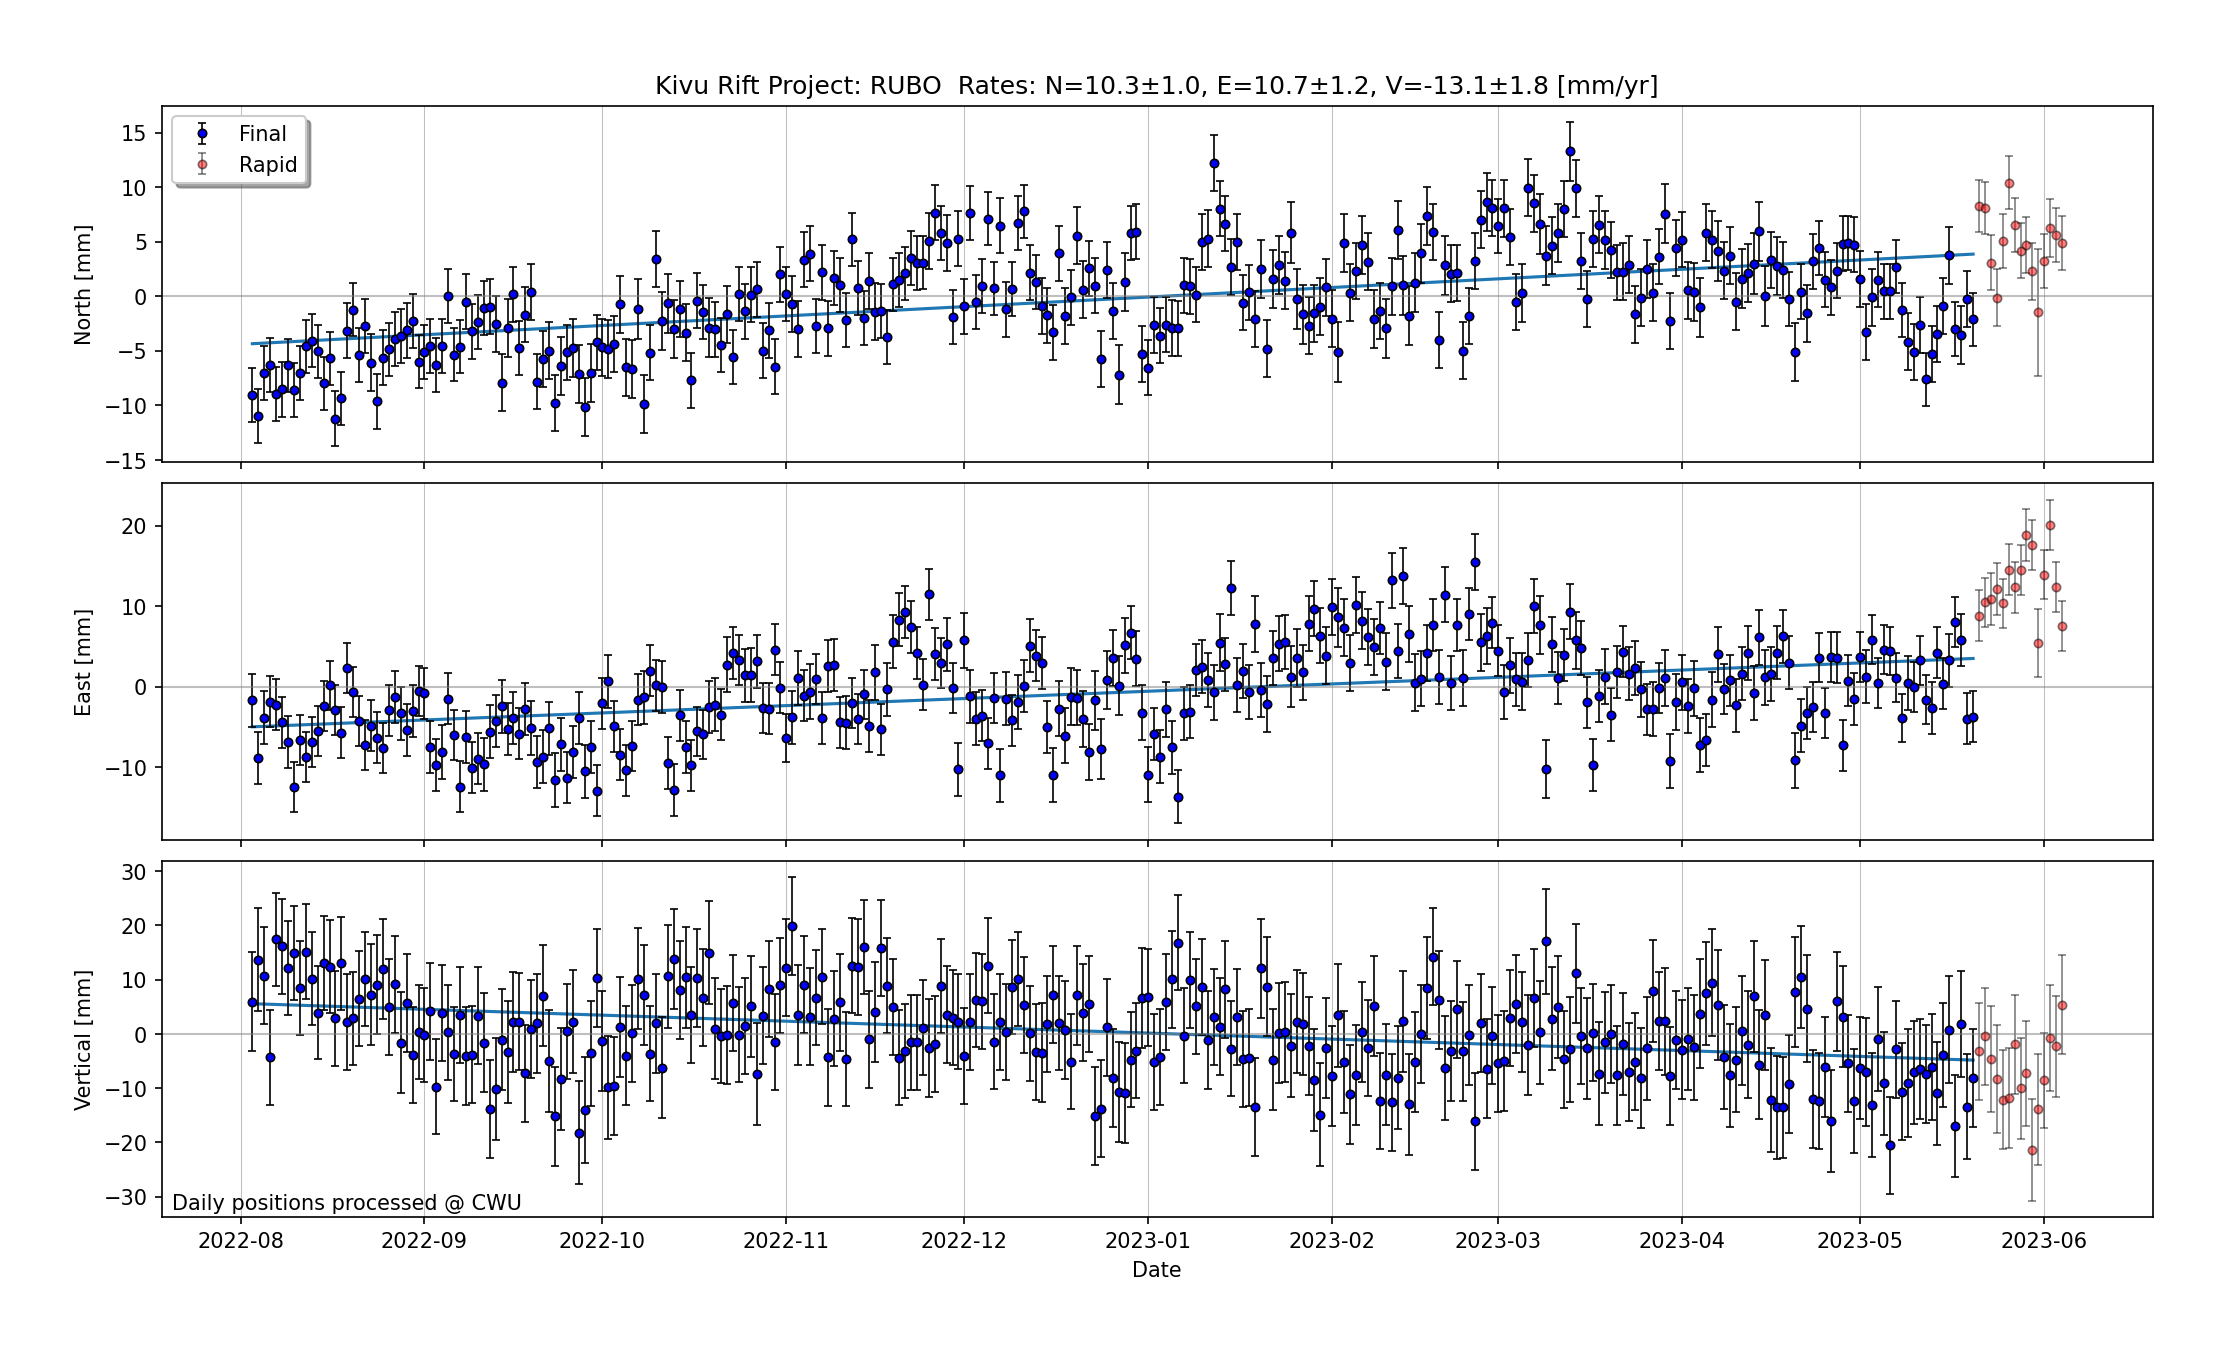 Kivu Rift Project: RUBO  Rates: N=10.3±1.0, E=10.7±1.2, V=-13.1±1.8 [mm/yr]
Final
Rapid
North [mm]
15
10
5
0
−5
−10
−15
East [mm]
20
10
0
−10
Vertical [mm]
30
20
10
0
−10
−20
−30
Daily positions processed @ CWU
2022-08 2022-09 2022-10 2022-11 2022-12 2023-01 2023-02 2023-03 2023-04 2023-05 2023-06
Date